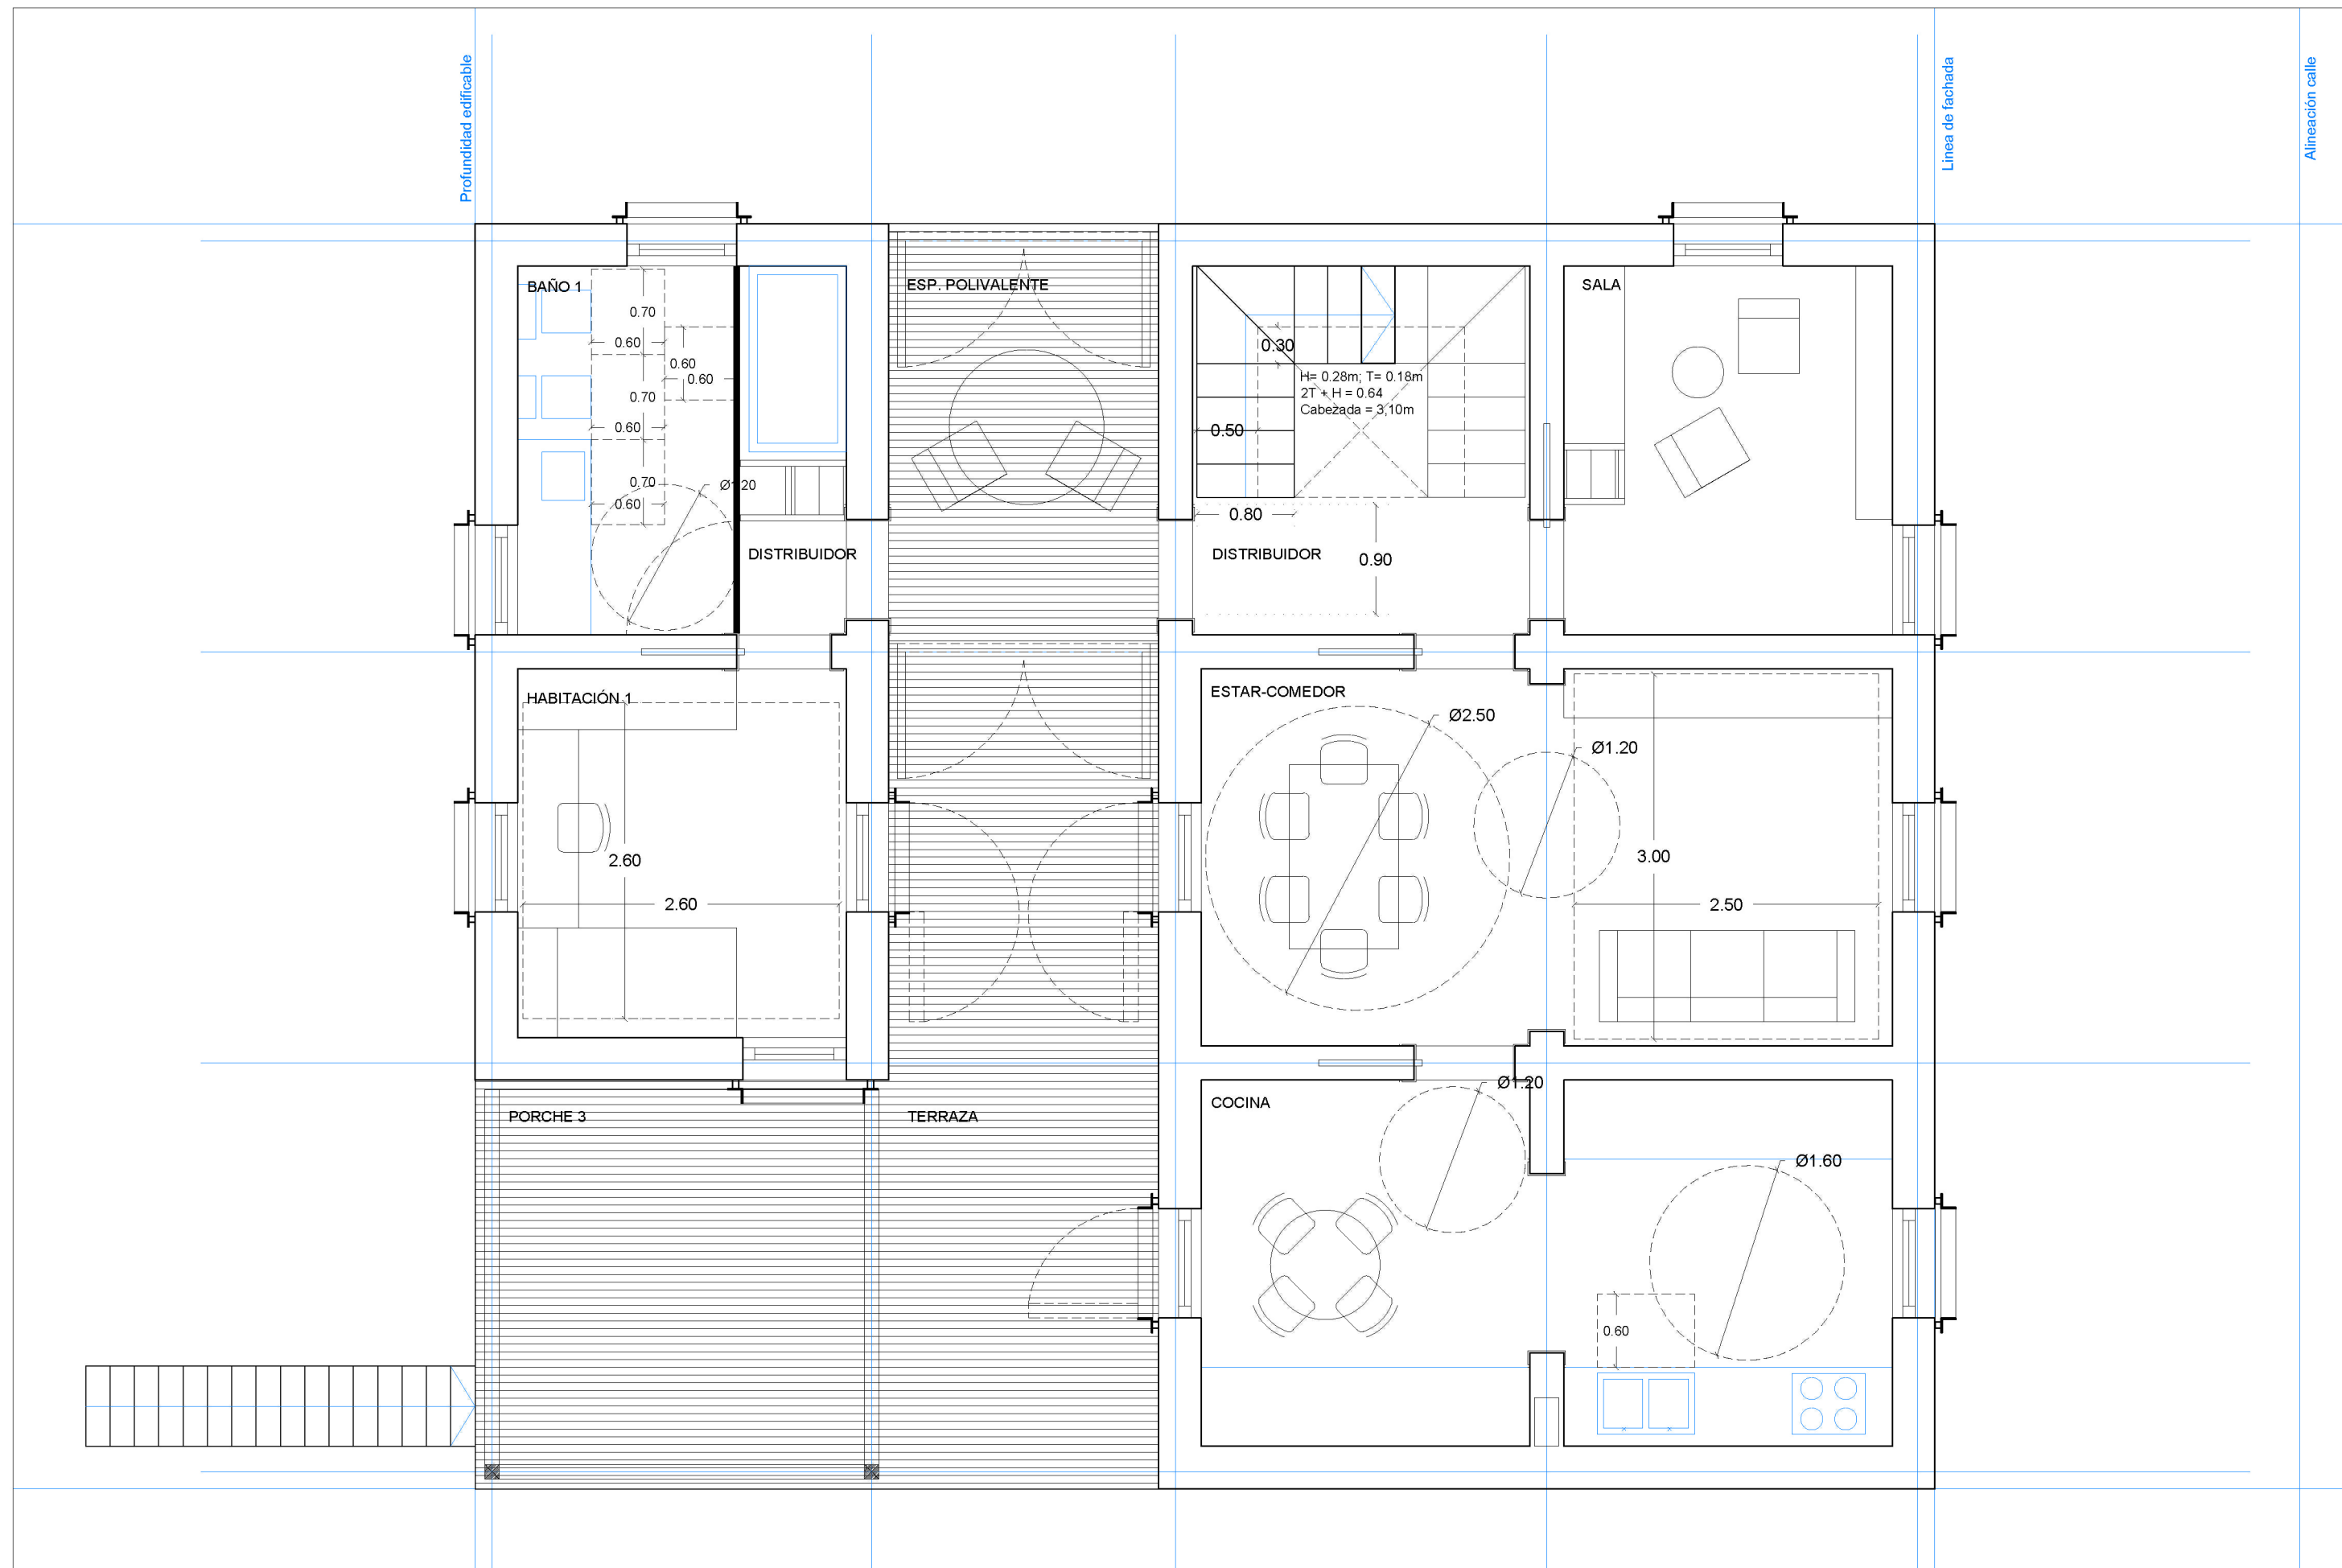 Profundidad edificable
Linea de fachada
Alineación calle
BAÑO 1
0.70
0.60
0.60
0.60
0.70
0.60
0.70
0.60
Ø1.20
DISTRIBUIDOR
ESP. POLIVALENTE
0.30
H= 0.28m; T= 0.18m
2T + H = 0.64
Cabezada = 3,10m
0.50
0.80
DISTRIBUIDOR
0.90
SALA
HABITACIÓN 1
2.60
2.60
ESTAR-COMEDOR
Ø2.50
Ø1.20
3.00
2.50
PORCHE 3
TERRAZA
COCINA
Ø1.20
Ø1.60
0.60